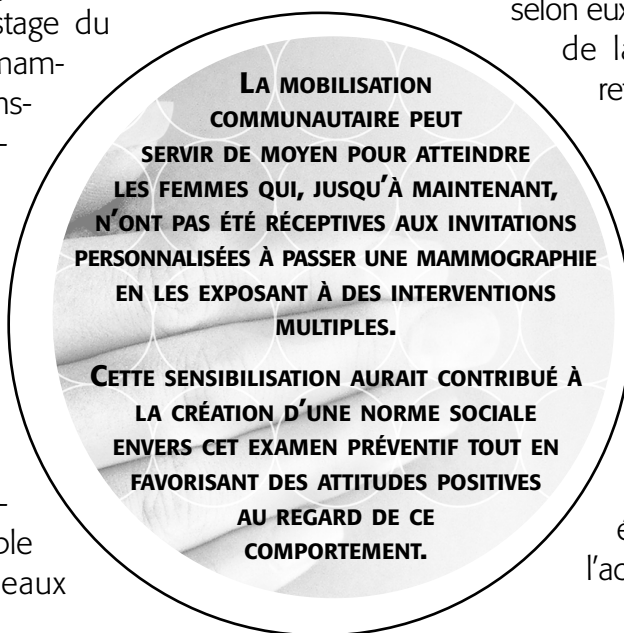 stage du
mam-
ns-
selon eux
de la
LA MOBILISATION
COMMUNAUTAIRE PEUT
SERVIR DE MOYEN POUR ATTEINDRE
LES FEMMES QUI, JUSQU'À MAINTENANT,
N'ONT PAS ÉTÉ RÉCEPTIVES AUX INVITATIONS
PERSONNALISÉES À PASSER UNE MAMMOGRAPHIE
EN LES EXPOSANT À DES INTERVENTIONS
MULTIPLES.
CETTE SENSIBILISATION AURAIT CONTRIBUÉ À
LA CRÉATION D'UNE NORME SOCIALE
ENVERS CET EXAMEN PRÉVENTIF TOUT EN
FAVORISANT DES ATTITUDES POSITIVES
AU REGARD DE CE
COMPORTEMENT.
ble
eaux